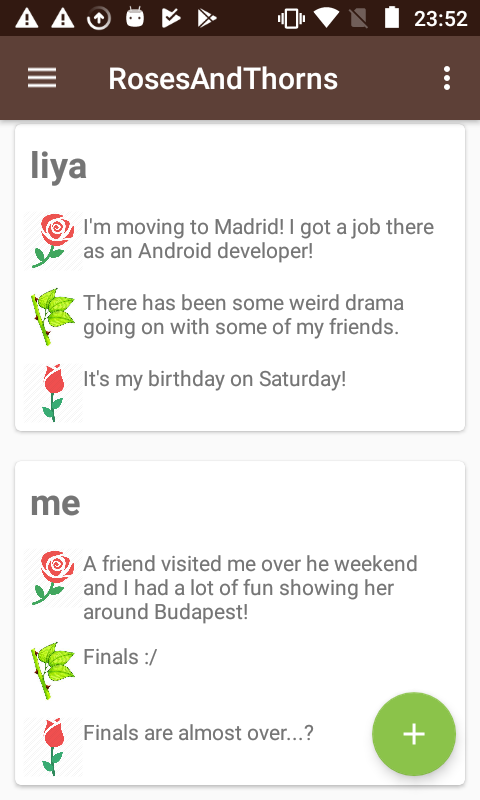 23:52
RosesAndThorns
liya
I'm moving to Madrid! I got a job there
as an Android developer!
There has been some weird drama
going on with some of my friends.
It's my birthday on Saturday!
me
A friend visited me over he weekend
and I had a lot of fun showing her
around Budapest!
Finals :/
Finals are almost over...?
+